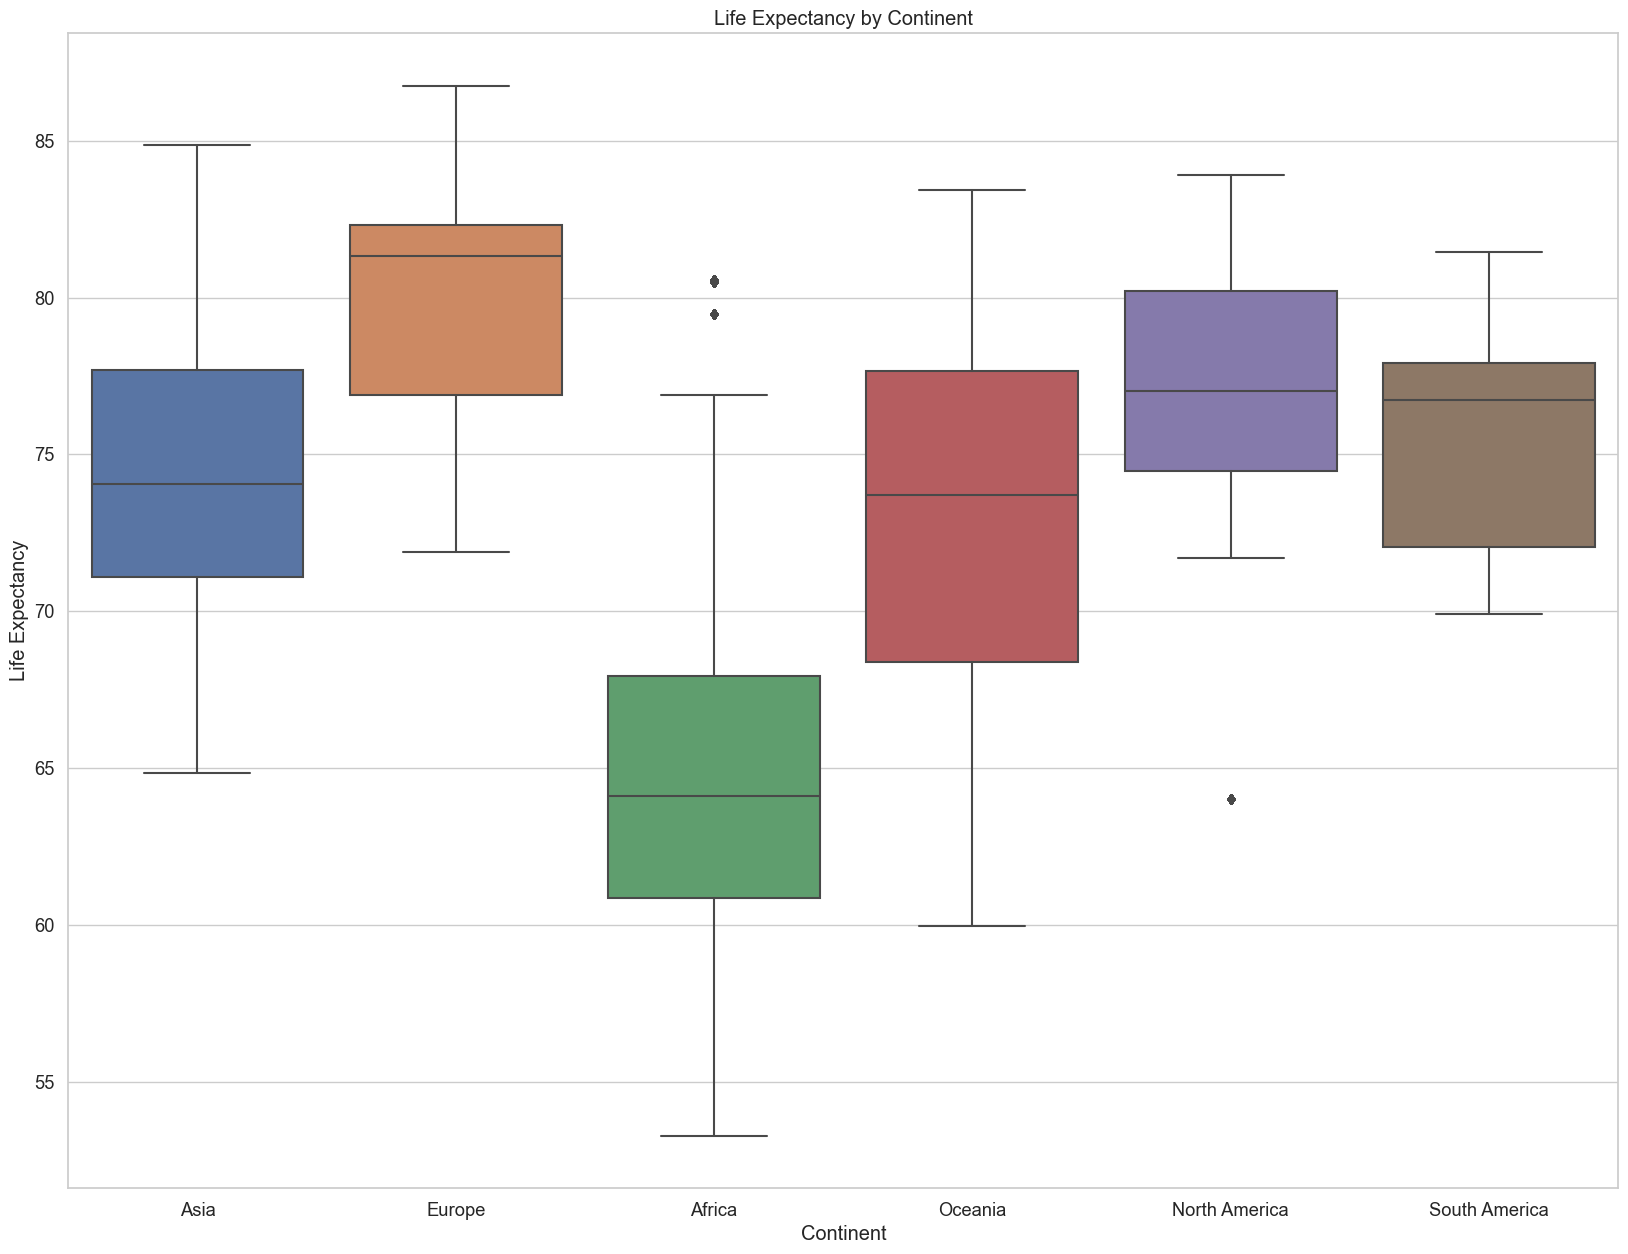 Life Expectancy by Continent
85
80
75
70
65
60
55
Life Expectancy
Asia
Europe
Africa
Oceania
North America
South America
Continent